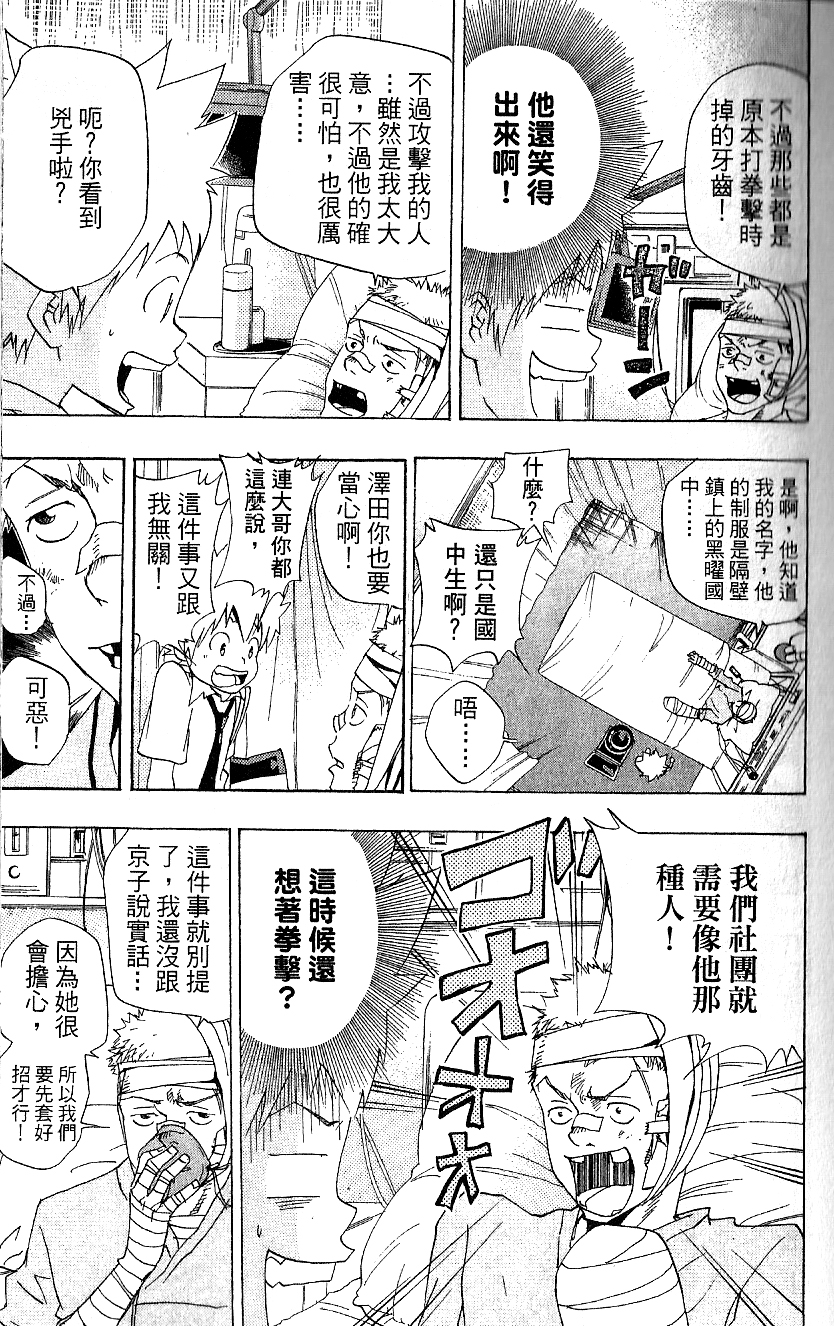 不過那些都是
原本打拳擊時
掉的牙齒！
他還笑得
出來啊！
不過攻擊我的人
…雖然是我太大
意，不過他的確
很可怕，也很厲
害……
呃？你看到
兇手啦？
是啊，他知道
我的名字，他
的制服是隔壁
鎮上的黑曜國
中……
什麼？
還只是國
中生啊？
唔……
澤田你也要
當心啊！
連大哥你都
這麼說，
這件事又跟
我無關！
不過…
可惡！
我們社團就
需要像他那
種人！
ゴオオオ
這時候還
想著拳擊？
這件事就別提
了，我還沒跟
京子說實話…
因為她很
會擔心，
所以我們
要先套好
招才行！